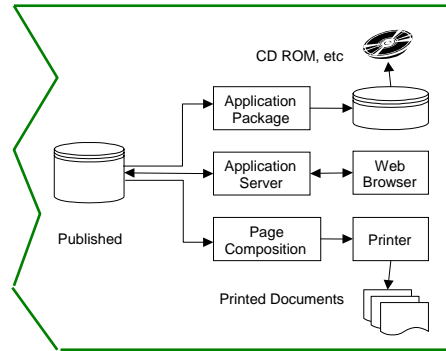 CD ROM, etc
Application
Package
Application
Server
Web
Browser
Published
Page
Composition
Printer
Printed Documents